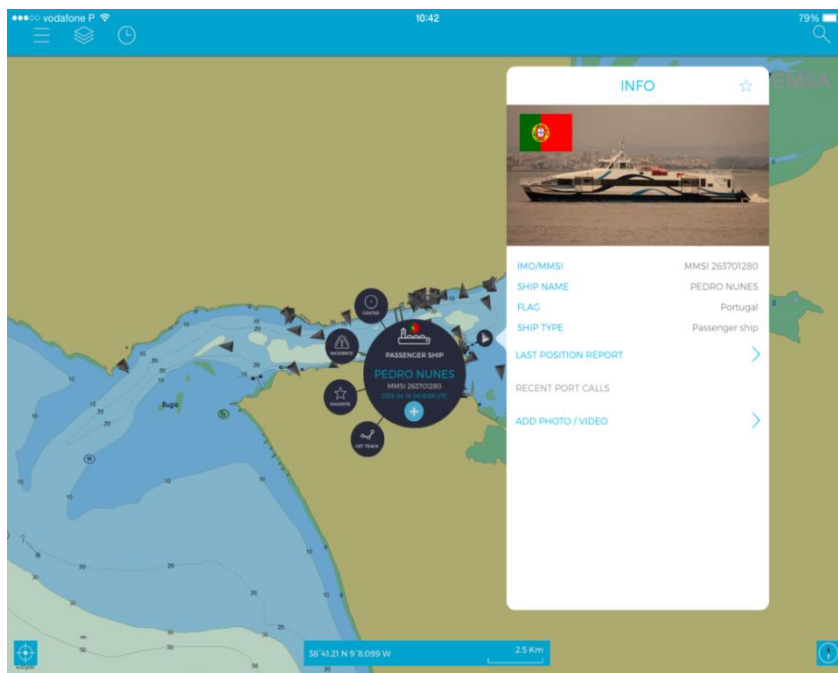 vodafone P
10:42
79%
EMSA
INFO
IMO/MMSI MMSI 263701280
SHIP NAME PEDRO NUNES
FLAG Portugal
SHIP TYPE Passenger ship
LAST POSITION REPORT
RECENT PORT CALLS
ADD PHOTO / VIDEO
CENTER
INCIDENTS
FAVORITE
GET TRACK
PASSENGER SHIP
PEDRO NUNES
MMSI 263701280
Bugio
38°41,21 N 9°8,099 W
2.5 Km